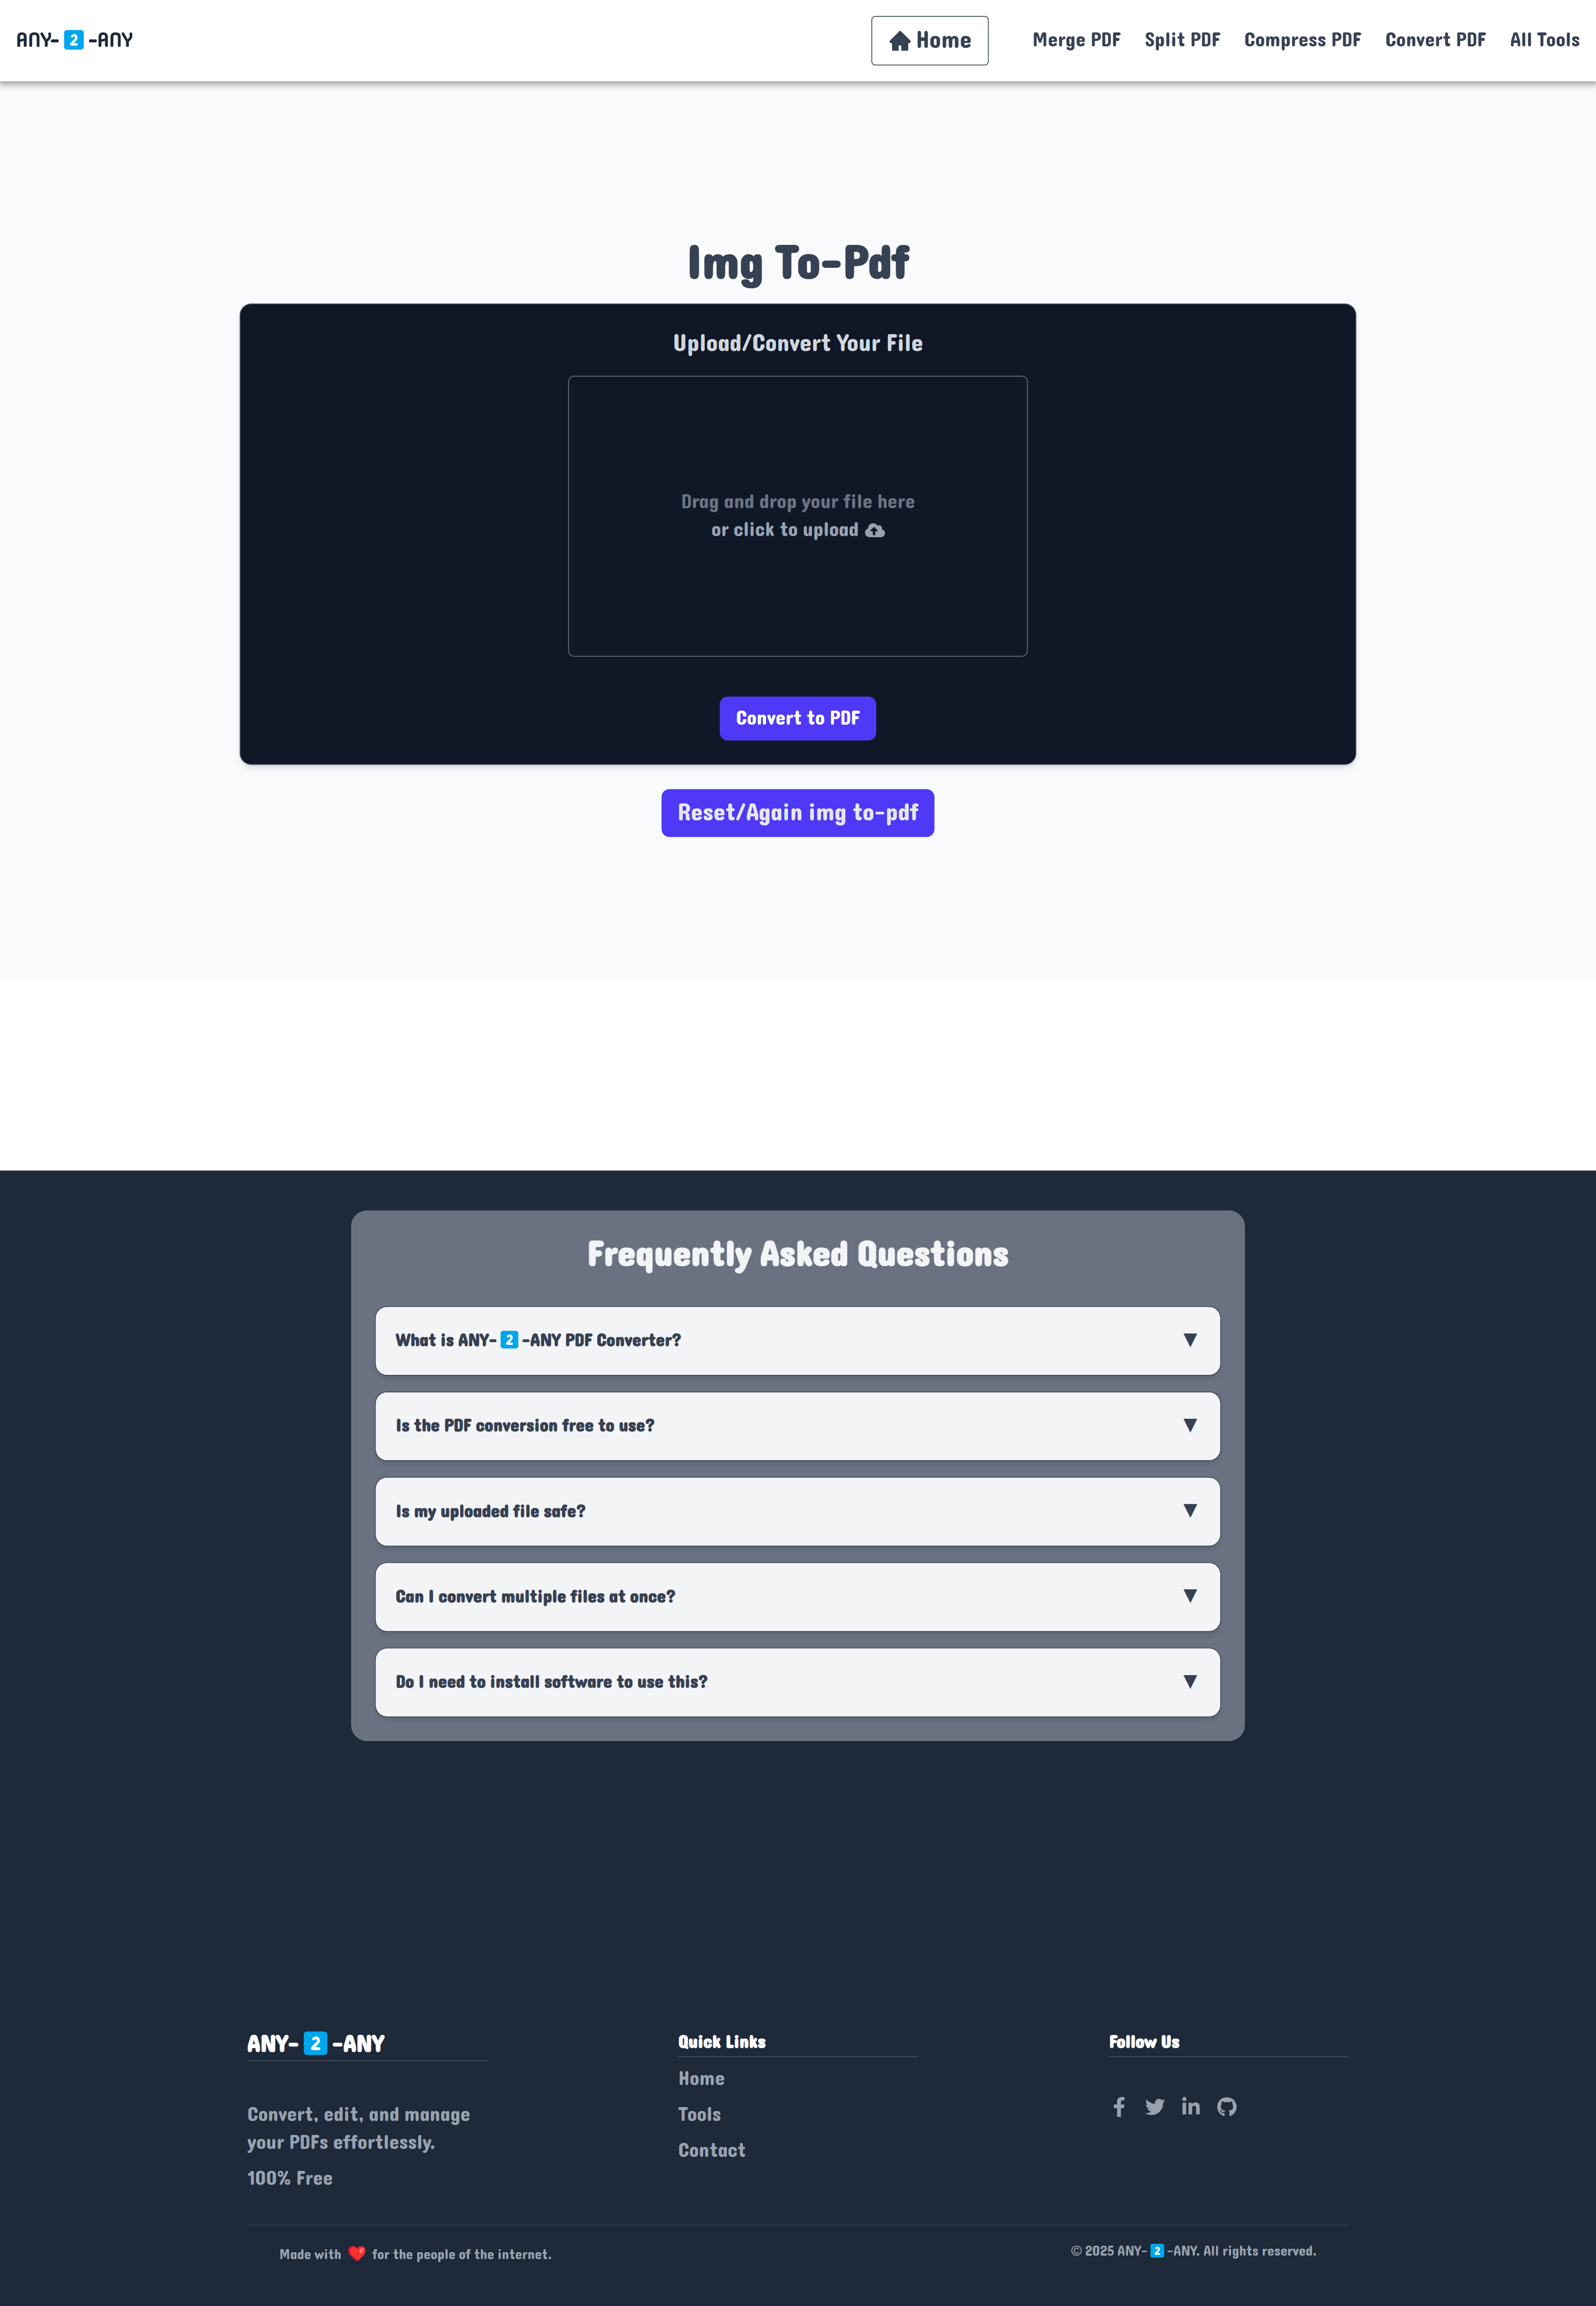 ANY- 2 -ANY
Home
Merge PDF
Split PDF
Compress PDF
Convert PDF
All Tools
Img To-Pdf
Upload/Convert Your File
Drag and drop your file here
or click to upload
Convert to PDF
Reset/Again img to-pdf
Frequently Asked Questions
What is ANY- 2 -ANY PDF Converter?
▼
Is the PDF conversion free to use?
▼
Is my uploaded file safe?
▼
Can I convert multiple files at once?
▼
Do I need to install software to use this?
▼
ANY- 2 -ANY
Convert, edit, and manage
your PDFs effortlessly.
100% Free
Quick Links
Home
Tools
Contact
Follow Us
Made with ❤️ for the people of the internet.
© 2025 ANY- 2 -ANY. All rights reserved.